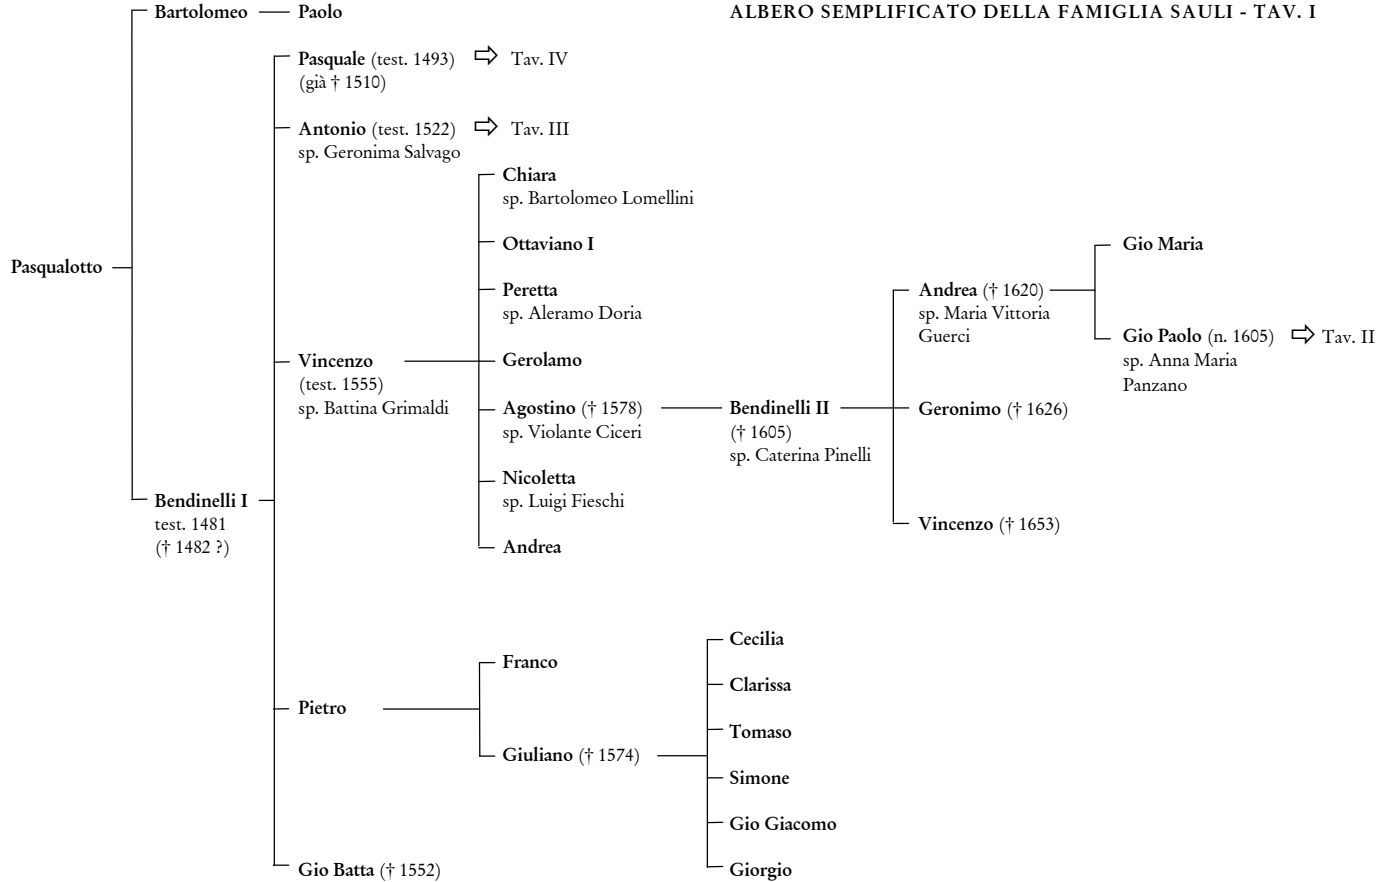 Bartolomeo Paolo
ALBERO SEMPLIFICATO DELLA FAMIGLIA SAULI - TAV. I
Pasquale (test. 1493) Tav. IV
(già † 1510)
Antonio (test. 1522) Tav. III
sp. Geronima Salvago
Chiara
sp. Bartolomeo Lomellini
Ottaviano I
Gio Maria
Pasqualotto
Peretta
sp. Aleramo Doria
Andrea († 1620)
sp. Maria Vittoria
Guerci
Gio Paolo (n. 1605) Tav. II
sp. Anna Maria
Panzano
Vincenzo
(test. 1555)
sp. Battina Grimaldi
Gerolamo
Agostino († 1578)
sp. Violante Ciceri
Bendinelli II
(† 1605)
sp. Caterina Pinelli
Geronimo († 1626)
Nicoletta
sp. Luigi Fieschi
Bendinelli I
test. 1481
(† 1482 ?)
Vincenzo († 1653)
Andrea
Cecilia
Franco
Clarissa
Pietro
Tomaso
Giuliano († 1574)
Simone
Gio Giacomo
Gio Batta († 1552)
Giorgio